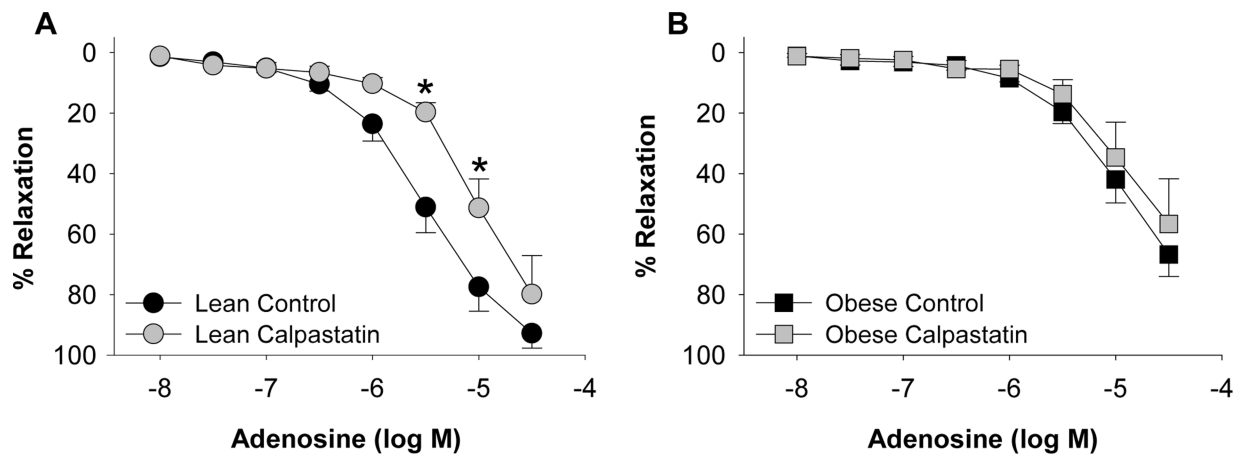 A
0
20
40
60
80
100
% Relaxation
*
*
Lean Control
Lean Calpastatin
-8
-7
-6
-5
-4
Adenosine (log M)
B
0
20
40
60
80
100
% Relaxation
Obese Control
Obese Calpastatin
-8
-7
-6
-5
-4
Adenosine (log M)